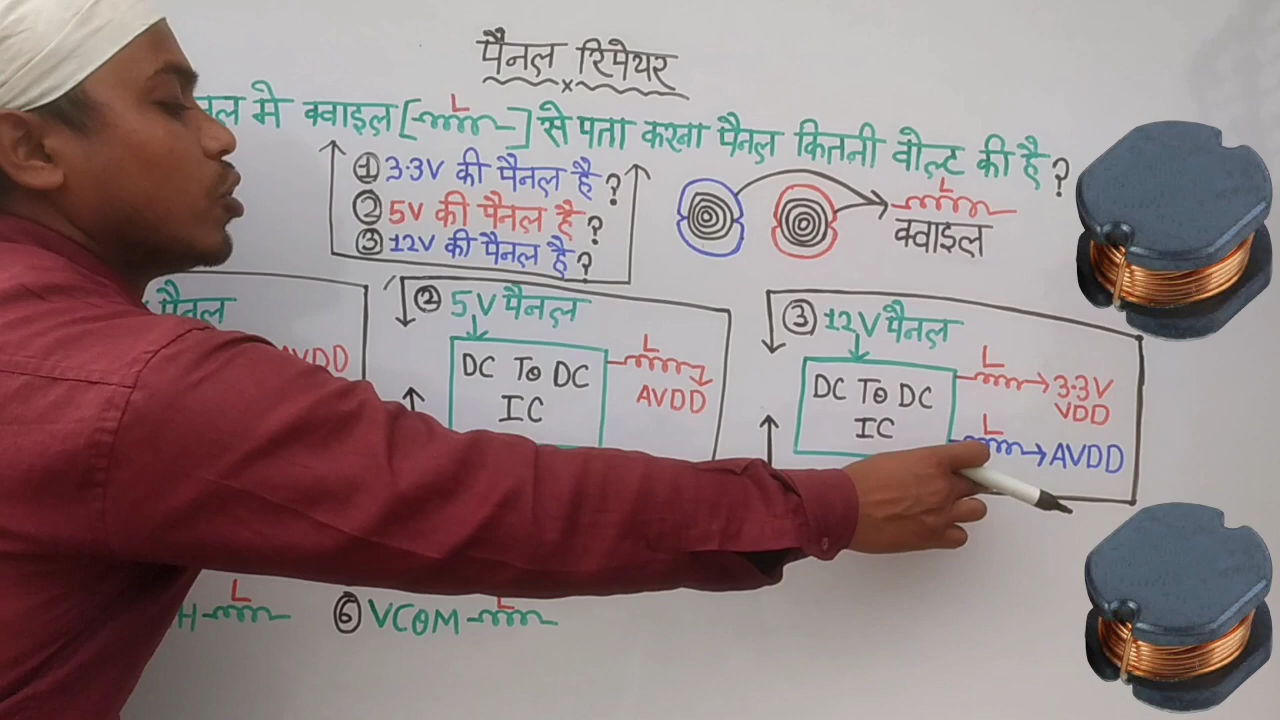 पैनल रिपेयर
में क्वाइल [ L ] से पता करना पैनल कितनी वोल्ट की है?
① 3.3V की पैनल है?
② 5V की पैनल है?
③ 12V की पैनल है?
L
क्वाइल
पैनल
AVDD
② 5V पैनल
DC TO DC
IC
L
AVDD
③ 12V पैनल
DC TO DC
IC
L
3.3V
VDD
L
AVDD
H L
⑥ VCOM L